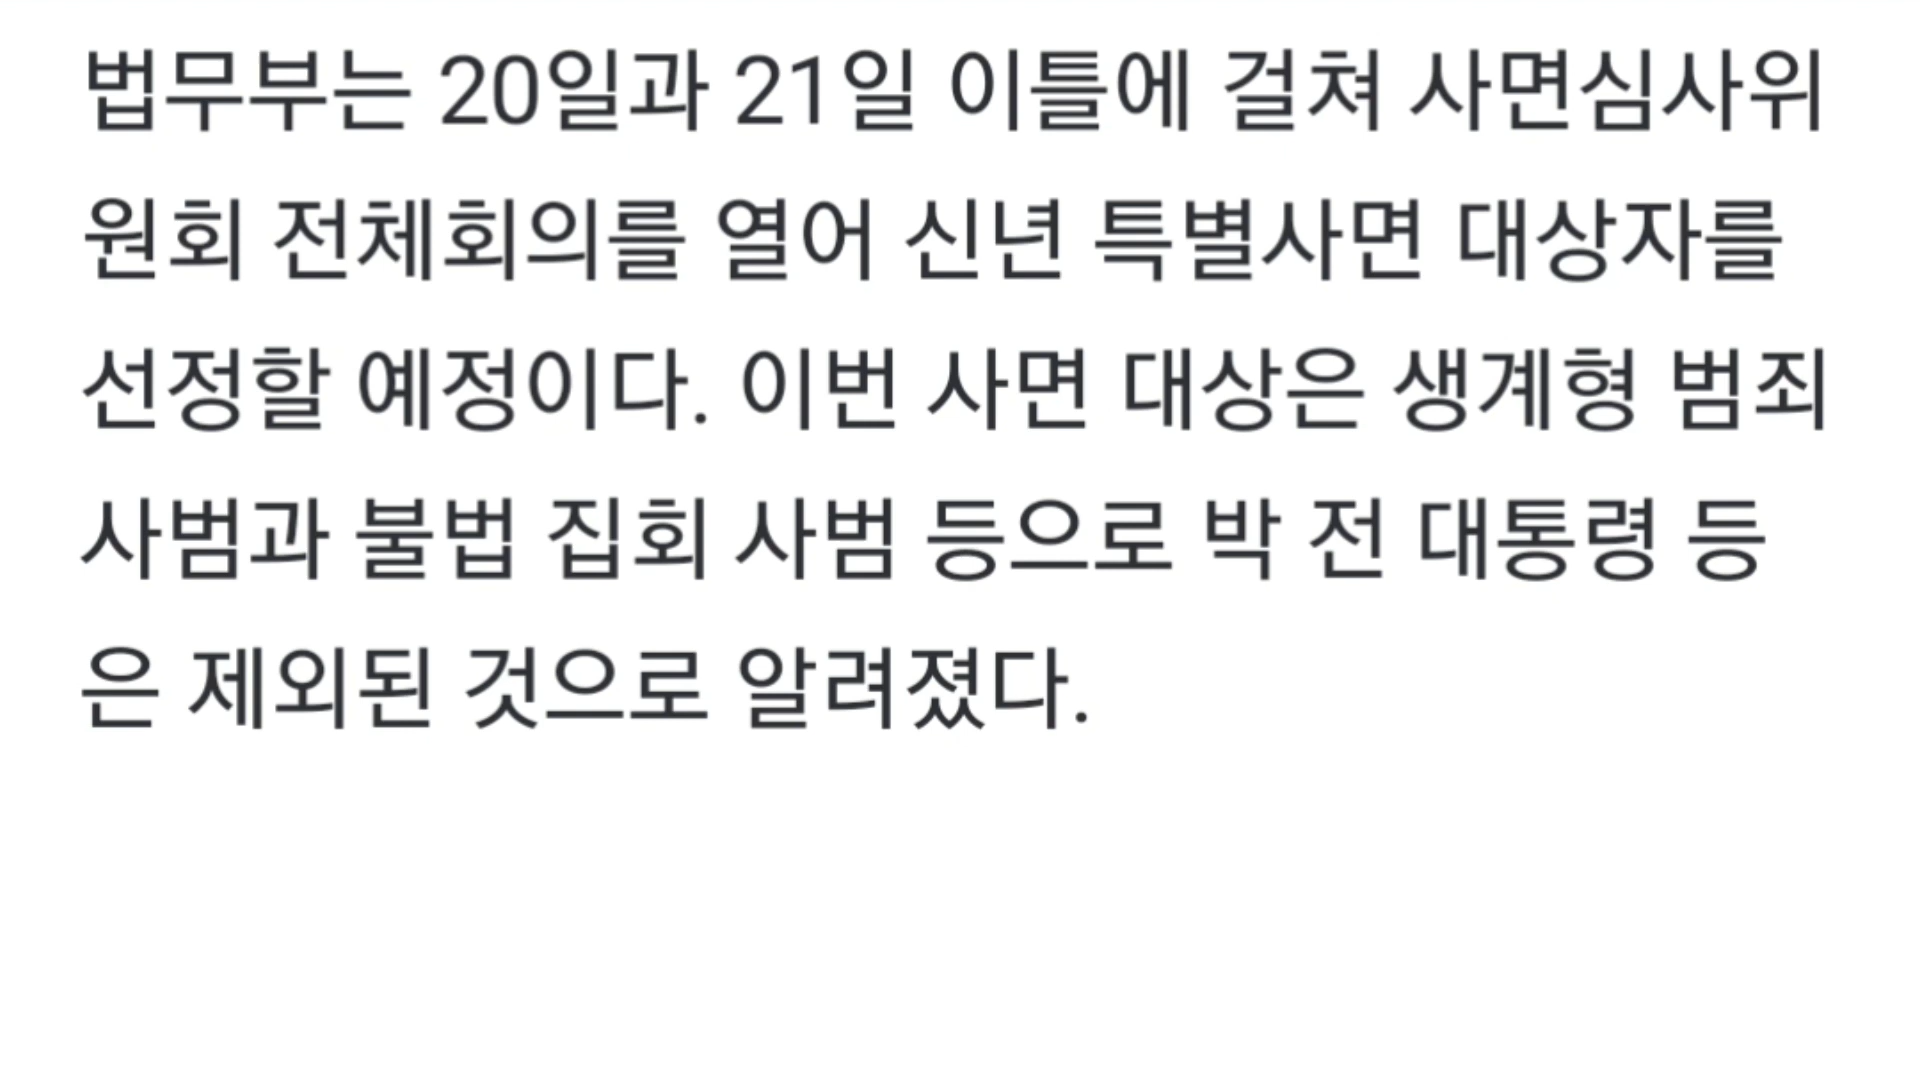 법무부는 20일과 21일 이틀에 걸쳐 사면심사위
원회 전체회의를 열어 신년 특별사면 대상자를
선정할 예정이다. 이번 사면 대상은 생계형 범죄
사범과 불법 집회 사범 등으로 박 전 대통령 등
은 제외된 것으로 알려졌다.